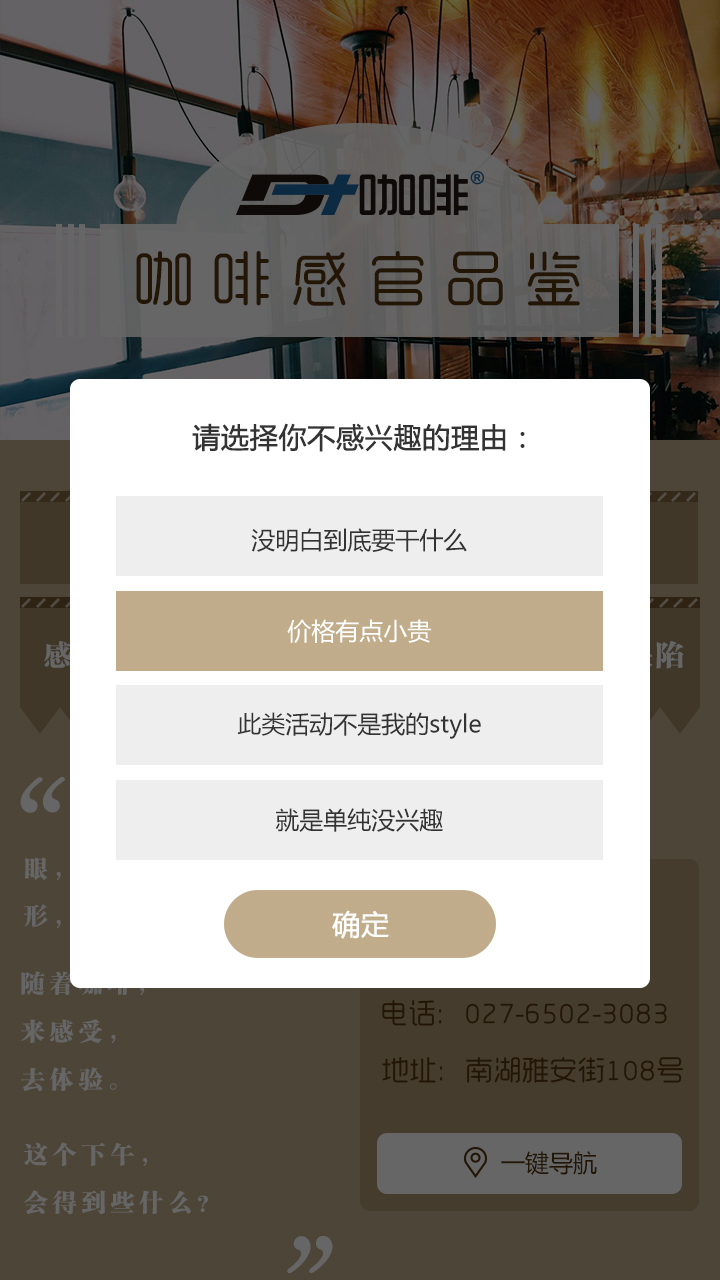 D+咖啡®
咖啡感官品鉴
请选择你不感兴趣的理由：
没明白到底要干什么
价格有点小贵
此类活动不是我的style
就是单纯没兴趣
确定
感
陷
“
眼，
形，
随着咖啡，
来感受，
去体验。
这个下午，
会得到些什么?
”
电话: 027-6502-3083
地址: 南湖雅安街108号
一键导航